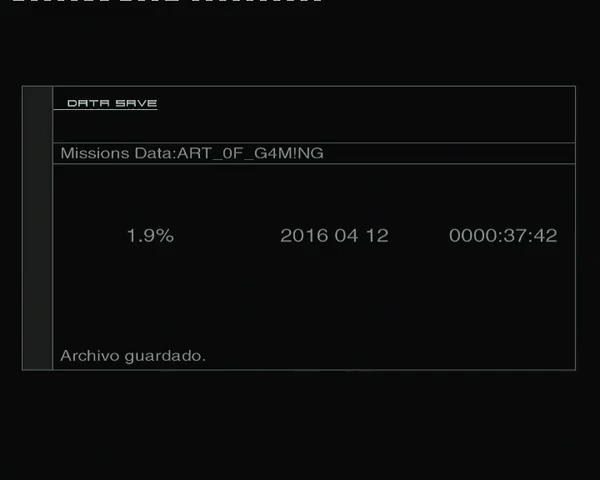 DATA SAVE
Missions Data:ART_0F_G4M!NG
1.9% 2016 04 12 0000:37:42
Archivo guardado.